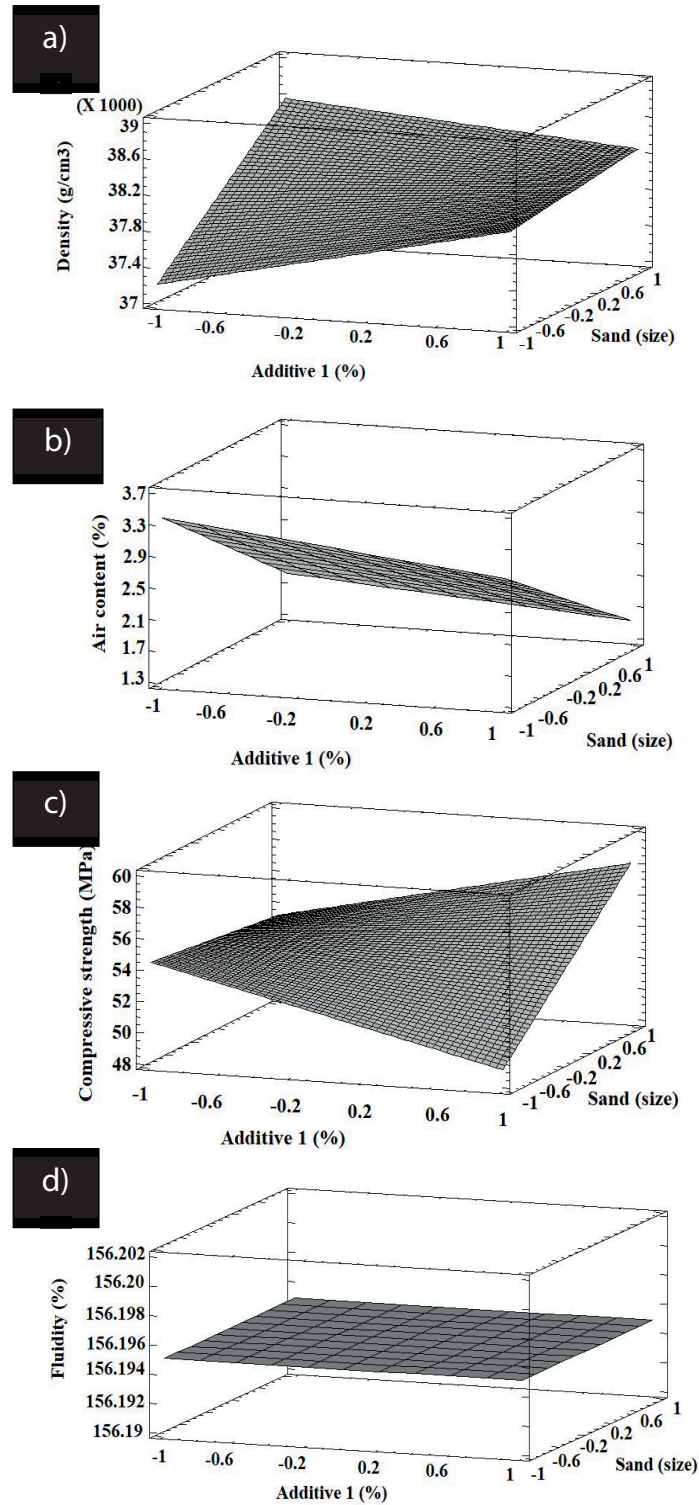 a)
(X 1000)
39
38.6
38.2
37.8
37.4
37
Density (g/cm3)
-1 -0.6 -0.2 0.2 0.6 1
Additive 1 (%)
-1 -0.6 -0.2 0.2 0.6 1
Sand (size)
b)
3.7
3.3
2.9
2.5
2.1
1.7
1.3
Air content (%)
-1 -0.6 -0.2 0.2 0.6 1
Additive 1 (%)
-1 -0.6 -0.2 0.2 0.6 1
Sand (size)
c)
60
58
56
54
52
50
48
Compressive strength (MPa)
-1 -0.6 -0.2 0.2 0.6 1
Additive 1 (%)
-1 -0.6 -0.2 0.2 0.6 1
Sand (size)
d)
156.202
156.20
156.198
156.196
156.194
156.192
156.19
Fluidity (%)
-1 -0.6 -0.2 0.2 0.6 1
Additive 1 (%)
-1 -0.6 -0.2 0.2 0.6 1
Sand (size)